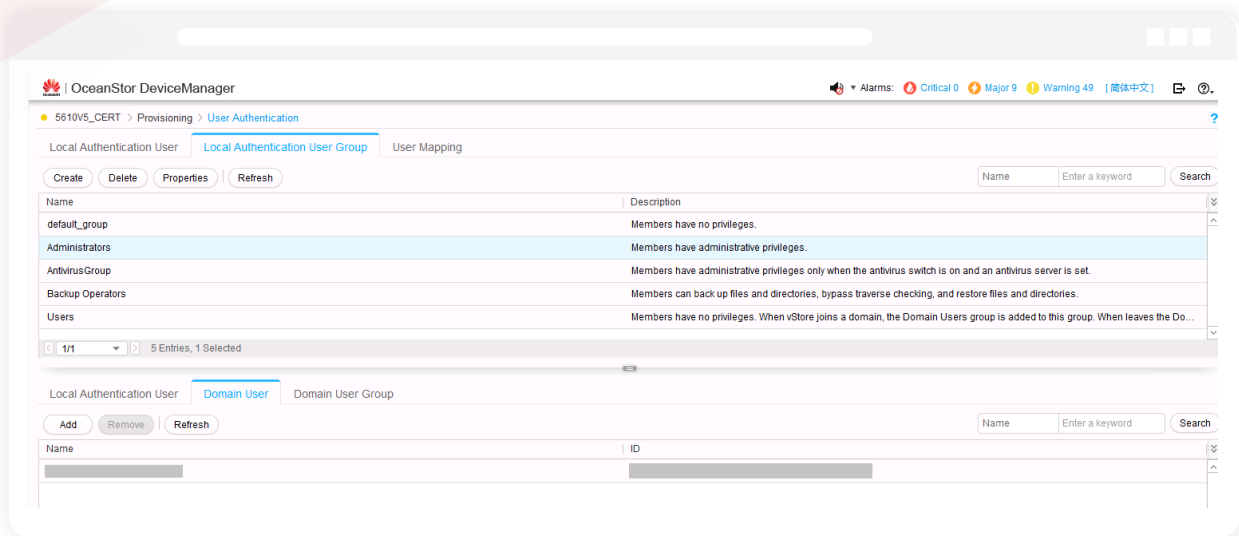 HUAWEI | OceanStor DeviceManager Alarms: Critical 0 Major 9 Warning 49 [简体中文]
5610V5_CERT > Provisioning > User Authentication ?
Local Authentication User Local Authentication User Group User Mapping
Create Delete Properties Refresh Name Enter a keyword Search
Name Description
default_group Members have no privileges.
Administrators Members have administrative privileges.
AntivirusGroup Members have administrative privileges only when the antivirus switch is on and an antivirus server is set.
Backup Operators Members can back up files and directories, bypass traverse checking, and restore files and directories.
Users Members have no privileges. When vStore joins a domain, the Domain Users group is added to this group. When leaves the Do...
1/1 5 Entries, 1 Selected
Local Authentication User Domain User Domain User Group
Add Remove Refresh Name Enter a keyword Search
Name ID